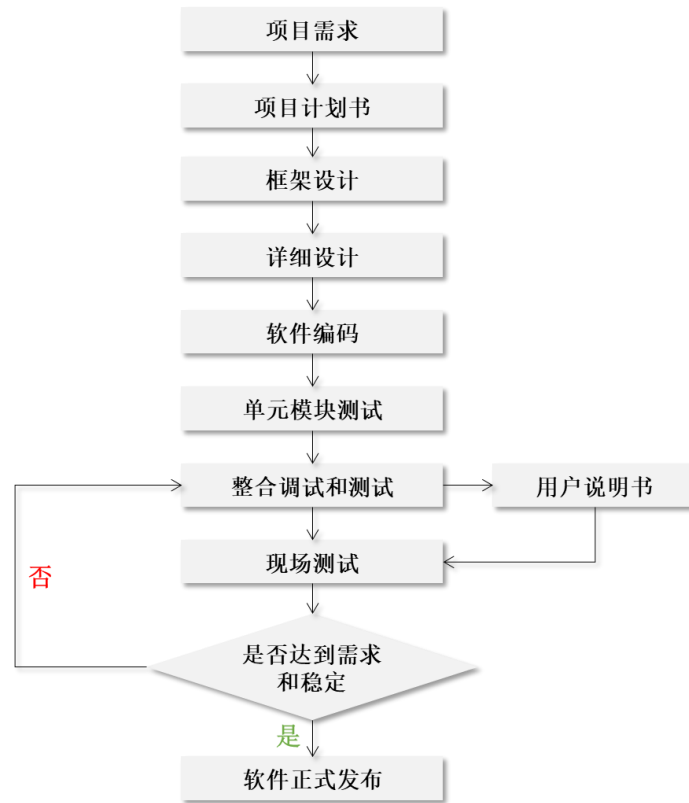 项目需求
项目计划书
框架设计
详细设计
软件编码
单元模块测试
整合调试和测试
用户说明书
现场测试
否
是否达到需求
和稳定
是
软件正式发布